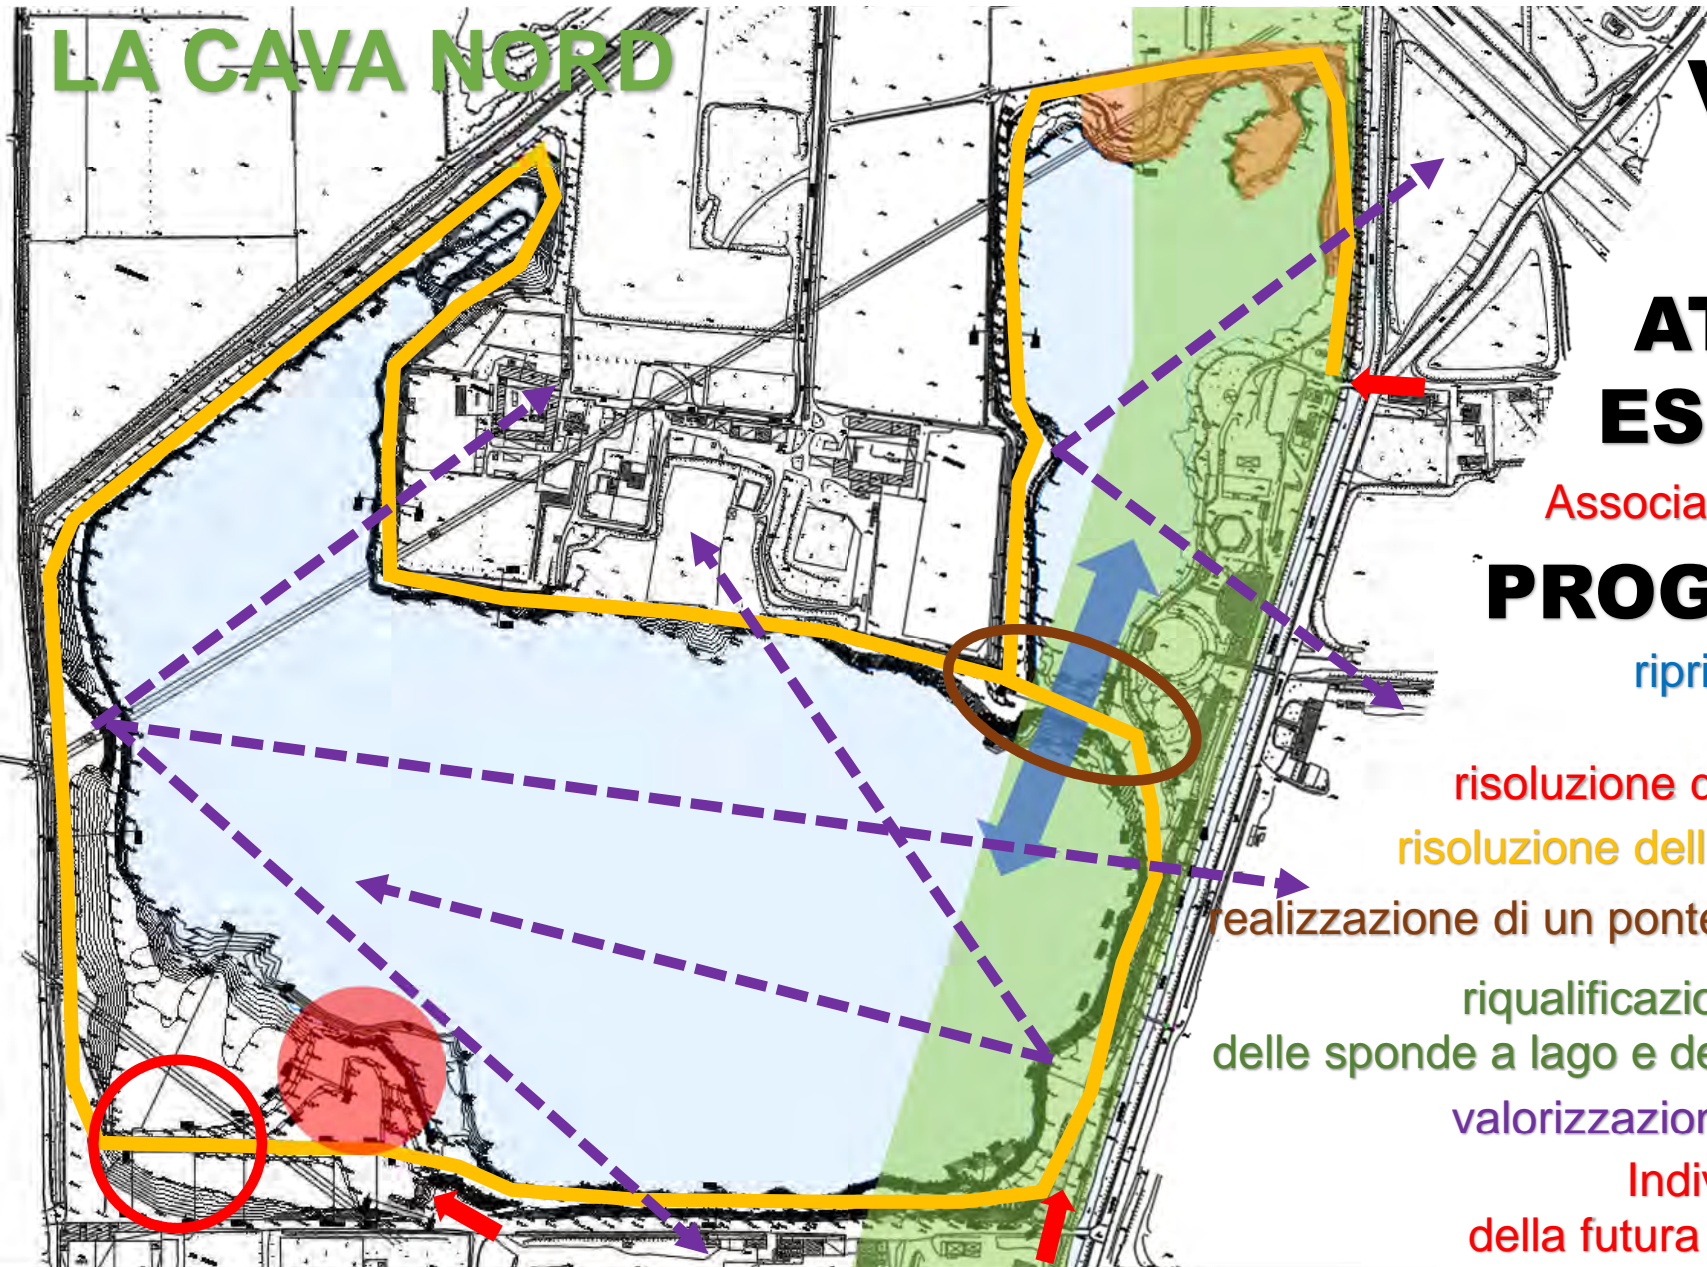 LA CAVA NORD
V
AT
ES
Associa
PROG
ripri
risoluzione d
risoluzione dell
realizzazione di un ponte
riqualificazio
delle sponde a lago e de
valorizzazion
Indiv
della futura